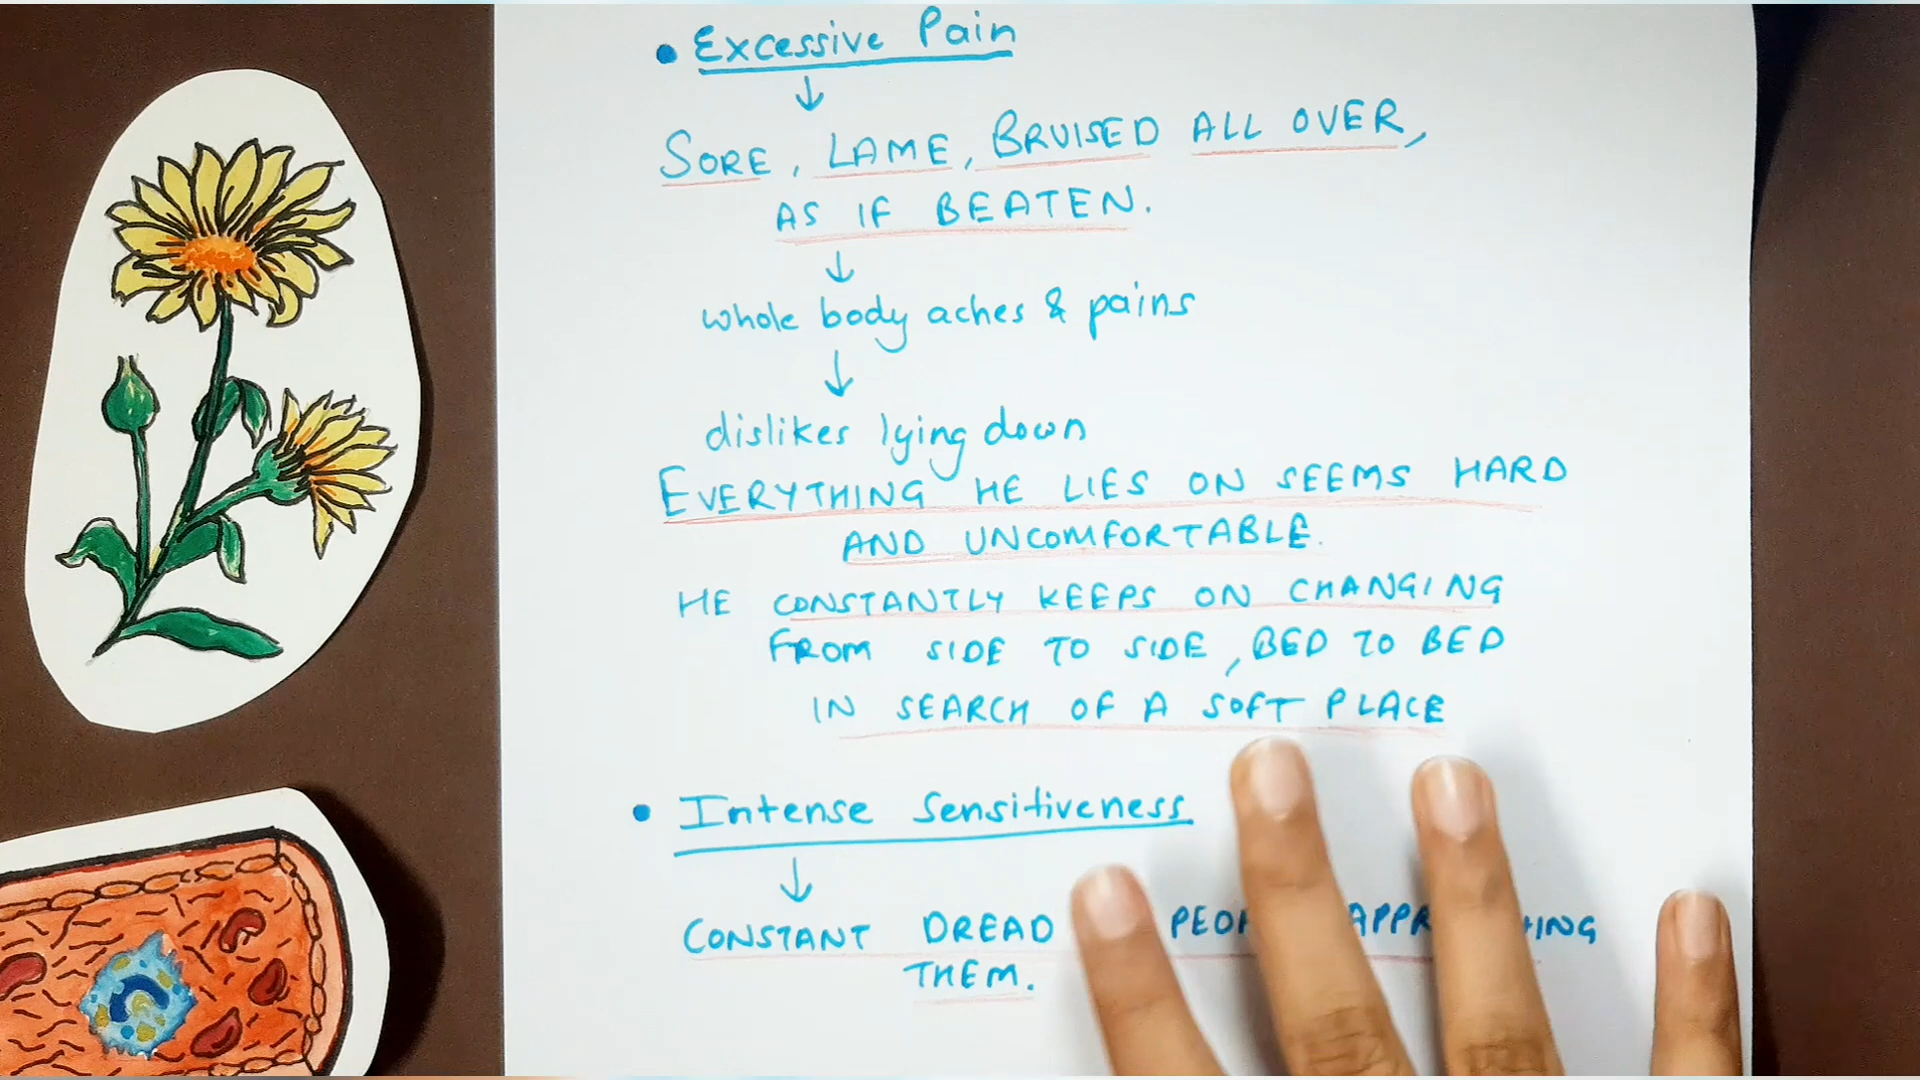 • Excessive Pain
↓
SORE, LAME, BRUISED ALL OVER,
AS IF BEATEN.
↓
whole body aches & pains
↓
dislikes lying down
EVERYTHING HE LIES ON SEEMS HARD
AND UNCOMFORTABLE.
HE CONSTANTLY KEEPS ON CHANGING
FROM SIDE TO SIDE, BED TO BED
IN SEARCH OF A SOFT PLACE
• Intense Sensitiveness
↓
CONSTANT DREAD
THEM.